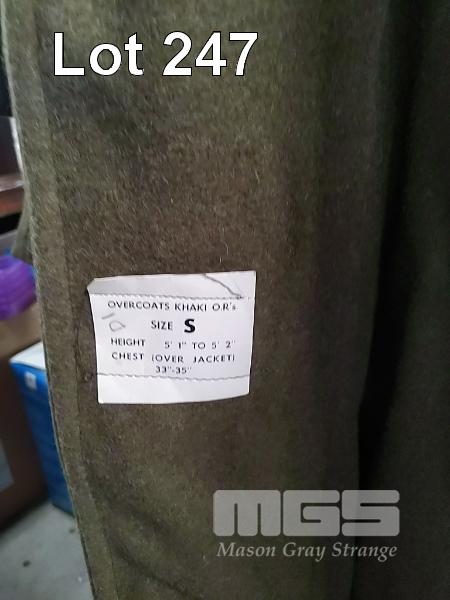 Lot 247
OVERCOATS KHAKI O.R's.
SIZE S
HEIGHT 5' 1" TO 5' 2"
CHEST (OVER JACKET)
33"-35"
MGS
Mason Gray Strange